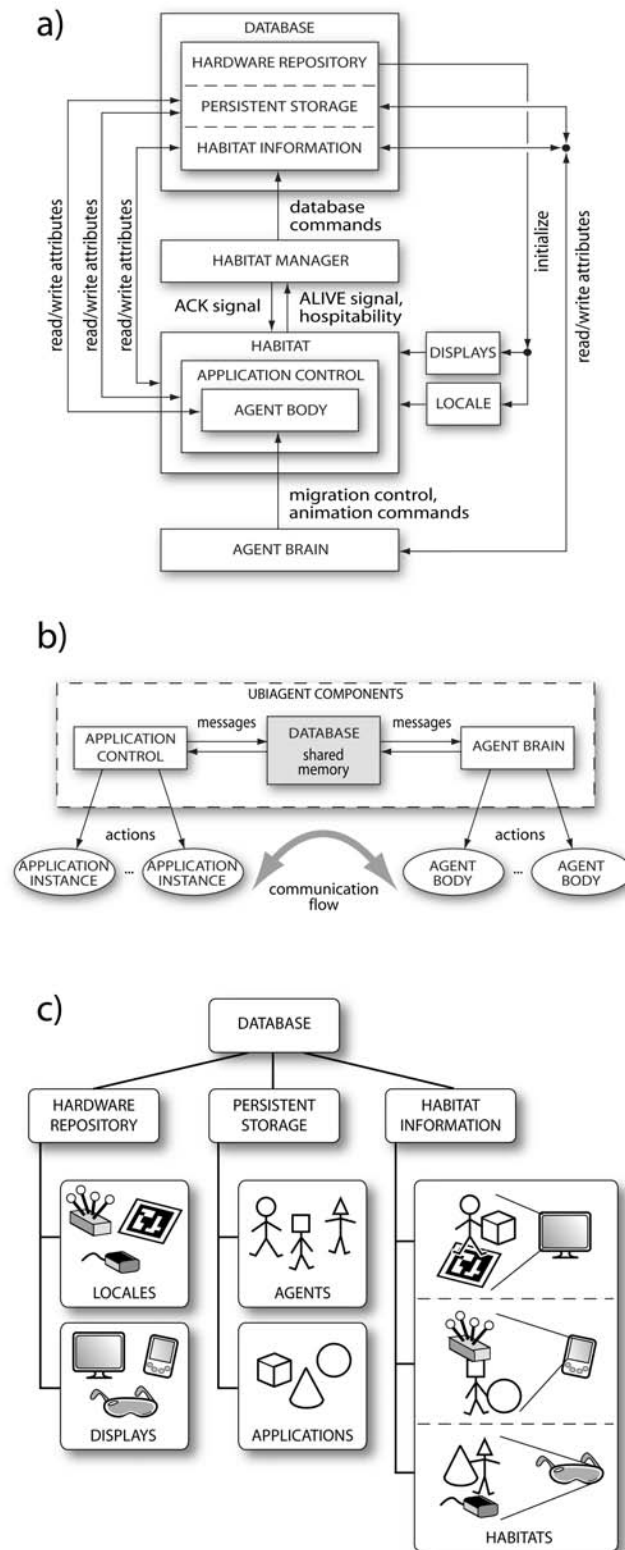 a)
DATABASE
HARDWARE REPOSITORY
PERSISTENT STORAGE
HABITAT INFORMATION
read/write attributes
read/write attributes
read/write attributes
database
commands
initialize
read/write attributes
HABITAT MANAGER
ACK signal
ALIVE signal,
hospitability
HABITAT
APPLICATION CONTROL
AGENT BODY
DISPLAYS
LOCALE
migration control,
animation commands
AGENT BRAIN
b)
UBIAGENT COMPONENTS
APPLICATION
CONTROL
messages
DATABASE
shared
memory
messages
AGENT BRAIN
actions
actions
APPLICATION
INSTANCE
...
APPLICATION
INSTANCE
communication
flow
AGENT
BODY
...
AGENT
BODY
c)
DATABASE
HARDWARE
REPOSITORY
PERSISTENT
STORAGE
HABITAT
INFORMATION
LOCALES
AGENTS
DISPLAYS
APPLICATIONS
HABITATS